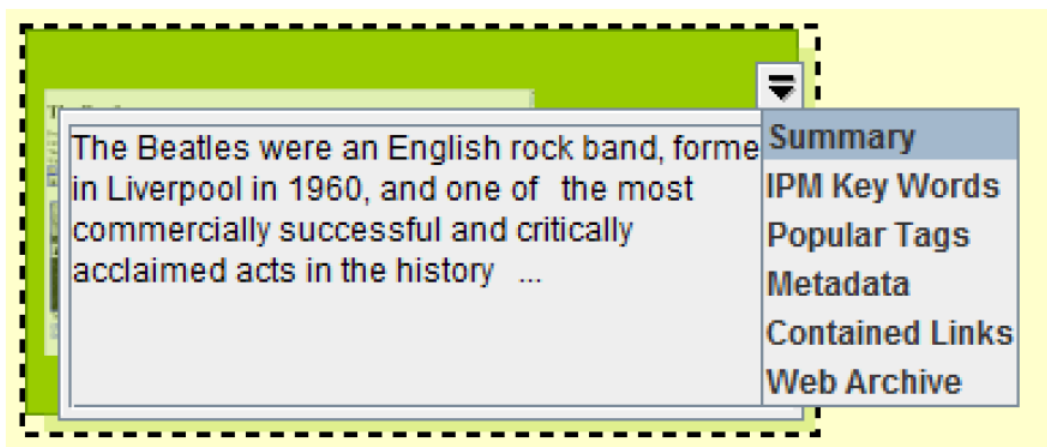 The Beatles were an English rock band, forme
in Liverpool in 1960, and one of the most
commercially successful and critically
acclaimed acts in the history ...
Summary
IPM Key Words
Popular Tags
Metadata
Contained Links
Web Archive